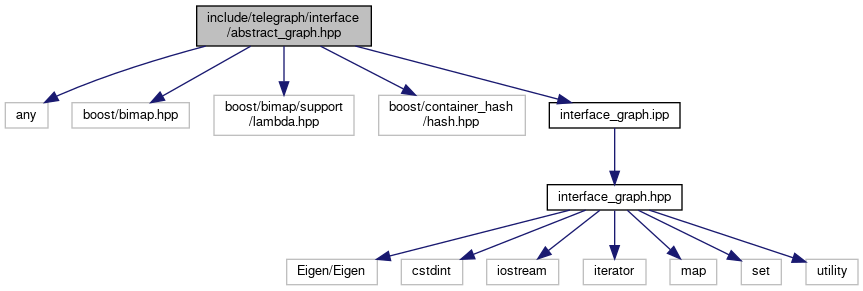 include/telegraph/interface
/abstract_graph.hpp
any
boost/bimap.hpp
boost/bimap/support
/lambda.hpp
boost/container_hash
/hash.hpp
interface_graph.ipp
interface_graph.hpp
Eigen/Eigen
cstdint
iostream
iterator
map
set
utility